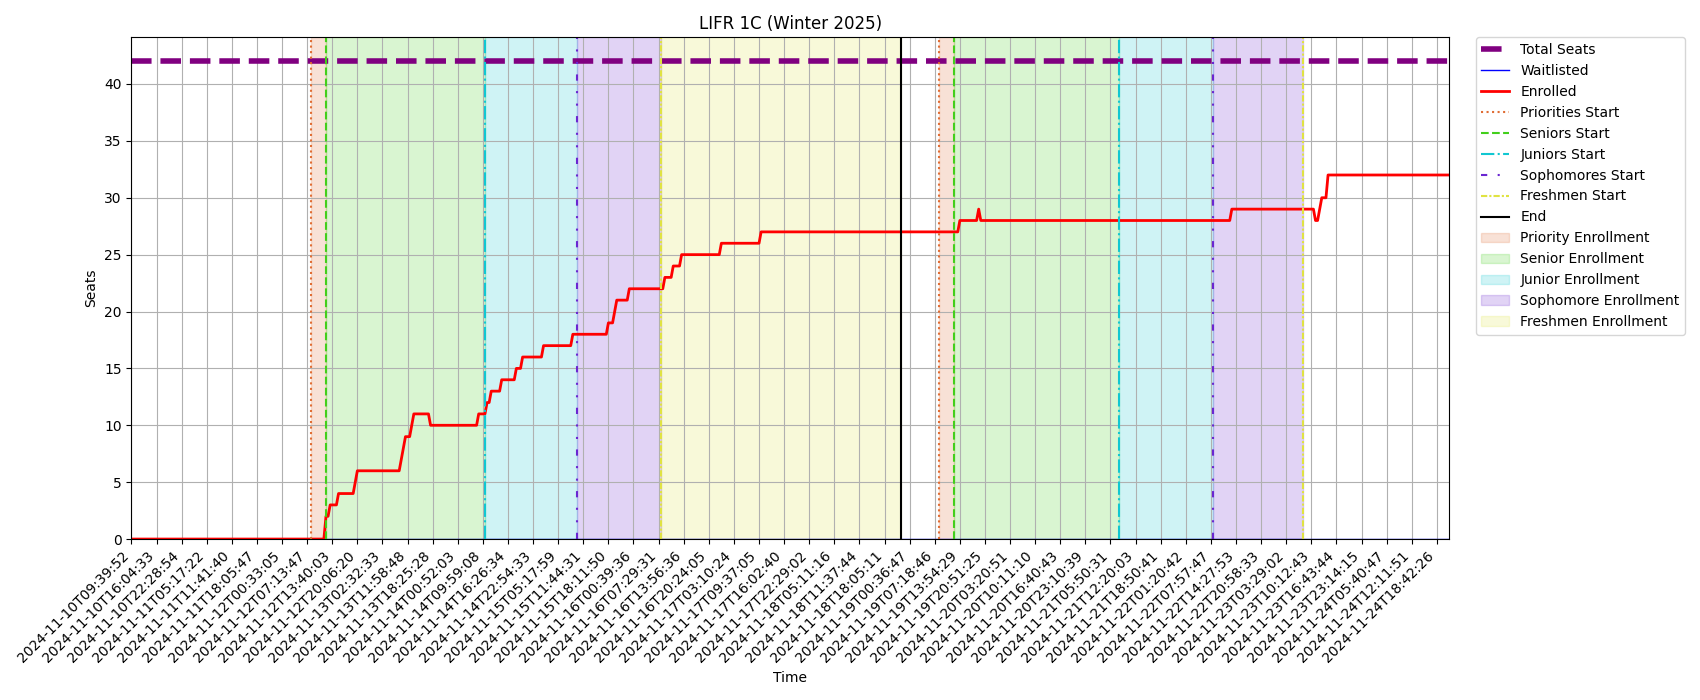 LIFR 1C (Winter 2025)
Seats
40
35
30
25
20
15
10
5
0
2024-11-10T09:39:52
2024-11-10T16:04:33
2024-11-10T22:28:54
2024-11-11T05:17:22
2024-11-11T11:41:40
2024-11-11T18:05:47
2024-11-12T00:33:05
2024-11-12T07:13:47
2024-11-12T13:40:03
2024-11-12T20:06:20
2024-11-13T02:32:33
2024-11-13T11:58:48
2024-11-13T18:25:28
2024-11-14T00:52:03
2024-11-14T09:59:08
2024-11-14T16:26:34
2024-11-14T22:54:33
2024-11-15T05:17:59
2024-11-15T11:44:31
2024-11-15T18:11:50
2024-11-16T00:39:36
2024-11-16T07:29:31
2024-11-16T13:56:36
2024-11-16T20:24:05
2024-11-17T03:10:24
2024-11-17T09:37:05
2024-11-17T16:02:40
2024-11-17T22:29:02
2024-11-18T05:11:16
2024-11-18T11:37:44
2024-11-18T18:05:11
2024-11-19T00:36:47
2024-11-19T07:18:46
2024-11-19T13:54:29
2024-11-19T20:51:25
2024-11-20T03:20:51
2024-11-20T10:11:10
2024-11-20T16:40:43
2024-11-20T23:10:39
2024-11-21T05:50:31
2024-11-21T12:20:03
2024-11-21T18:50:41
2024-11-22T01:20:42
2024-11-22T07:57:47
2024-11-22T14:27:53
2024-11-22T20:58:33
2024-11-23T03:29:02
2024-11-23T10:12:43
2024-11-23T16:43:44
2024-11-23T23:14:15
2024-11-24T05:40:47
2024-11-24T12:11:51
2024-11-24T18:42:26
Time
Total Seats
Waitlisted
Enrolled
Priorities Start
Seniors Start
Juniors Start
Sophomores Start
Freshmen Start
End
Priority Enrollment
Senior Enrollment
Junior Enrollment
Sophomore Enrollment
Freshmen Enrollment